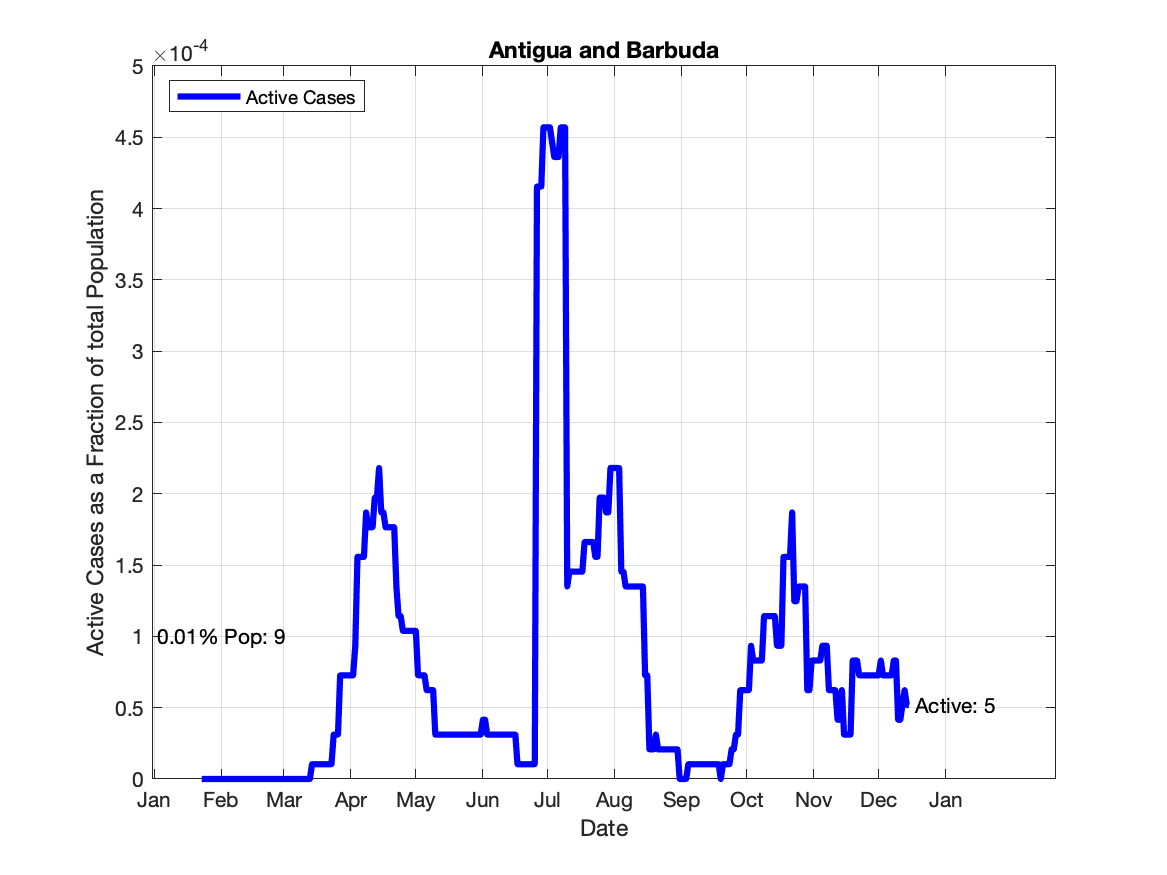 ×10-4
Antigua and Barbuda
Active Cases
5
4.5
4
3.5
3
2.5
2
1.5
1
0.5
0
Active Cases as a Fraction of total Population
0.01% Pop: 9
Active: 5
Jan Feb Mar Apr May Jun Jul Aug Sep Oct Nov Dec Jan
Date